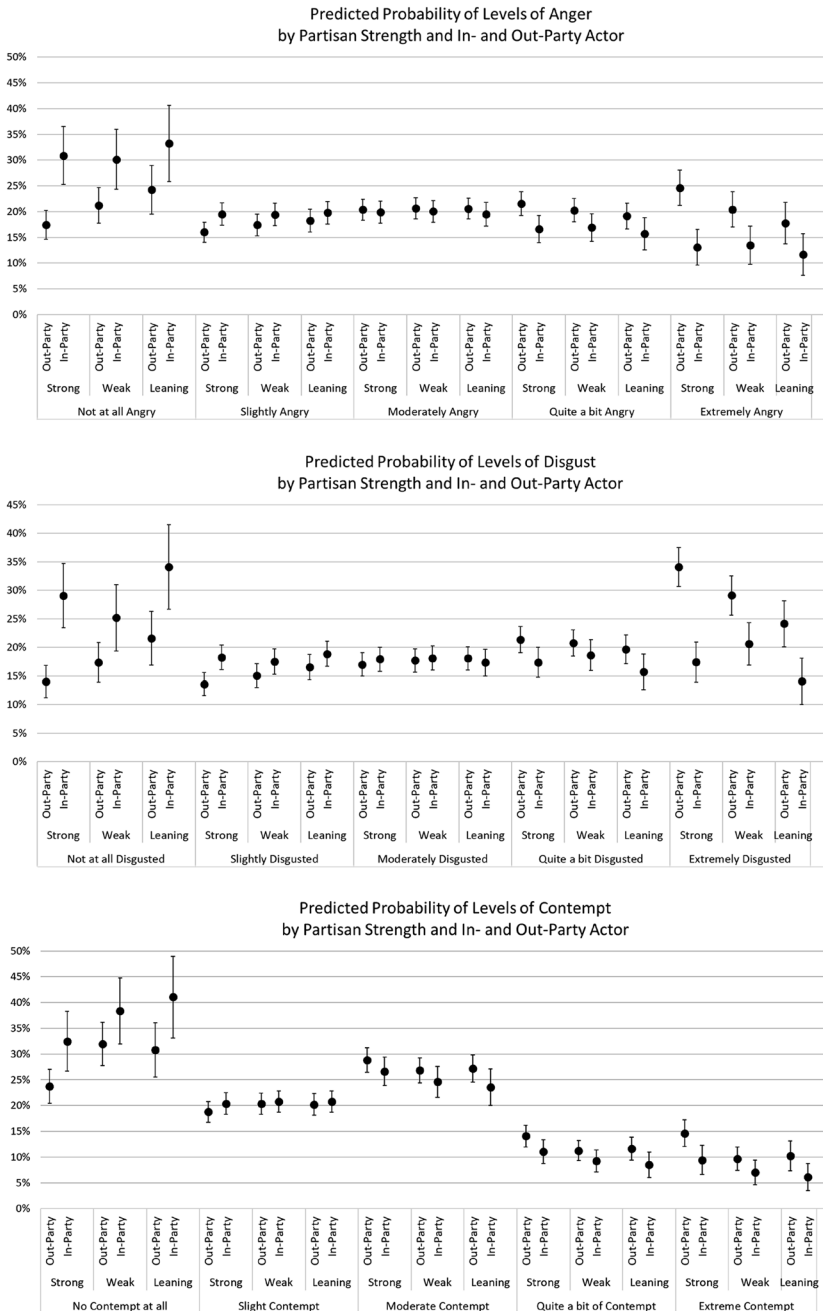 Predicted Probability of Levels of Anger
by Partisan Strength and In- and Out-Party Actor
50%
45%
40%
35%
30%
25%
20%
15%
10%
5%
0%
Out-Party In-Party Out-Party In-Party Out-Party In-Party Out-Party In-Party Out-Party In-Party Out-Party In-Party Out-Party In-Party Out-Party In-Party Out-Party In-Party Out-Party In-Party Out-Party In-Party Out-Party In-Party Out-Party In-Party Out-Party In-Party Out-Party In-Party
Strong Weak Leaning Strong Weak Leaning Strong Weak Leaning Strong Weak Leaning Strong Weak Leaning
Not at all Angry Slightly Angry Moderately Angry Quite a bit Angry Extremely Angry
Predicted Probability of Levels of Disgust
by Partisan Strength and In- and Out-Party Actor
45%
40%
35%
30%
25%
20%
15%
10%
5%
0%
Out-Party In-Party Out-Party In-Party Out-Party In-Party Out-Party In-Party Out-Party In-Party Out-Party In-Party Out-Party In-Party Out-Party In-Party Out-Party In-Party Out-Party In-Party Out-Party In-Party Out-Party In-Party Out-Party In-Party Out-Party In-Party Out-Party In-Party
Strong Weak Leaning Strong Weak Leaning Strong Weak Leaning Strong Weak Leaning Strong Weak Leaning
Not at all Disgusted Slightly Disgusted Moderately Disgusted Quite a bit Disgusted Extremely Disgusted
Predicted Probability of Levels of Contempt
by Partisan Strength and In- and Out-Party Actor
50%
45%
40%
35%
30%
25%
20%
15%
10%
5%
0%
Out-Party In-Party Out-Party In-Party Out-Party In-Party Out-Party In-Party Out-Party In-Party Out-Party In-Party Out-Party In-Party Out-Party In-Party Out-Party In-Party Out-Party In-Party Out-Party In-Party Out-Party In-Party Out-Party In-Party Out-Party In-Party Out-Party In-Party
Strong Weak Leaning Strong Weak Leaning Strong Weak Leaning Strong Weak Leaning Strong Weak Leaning
No Contempt at all Slight Contempt Moderate Contempt Quite a bit of Contempt Extreme Contempt